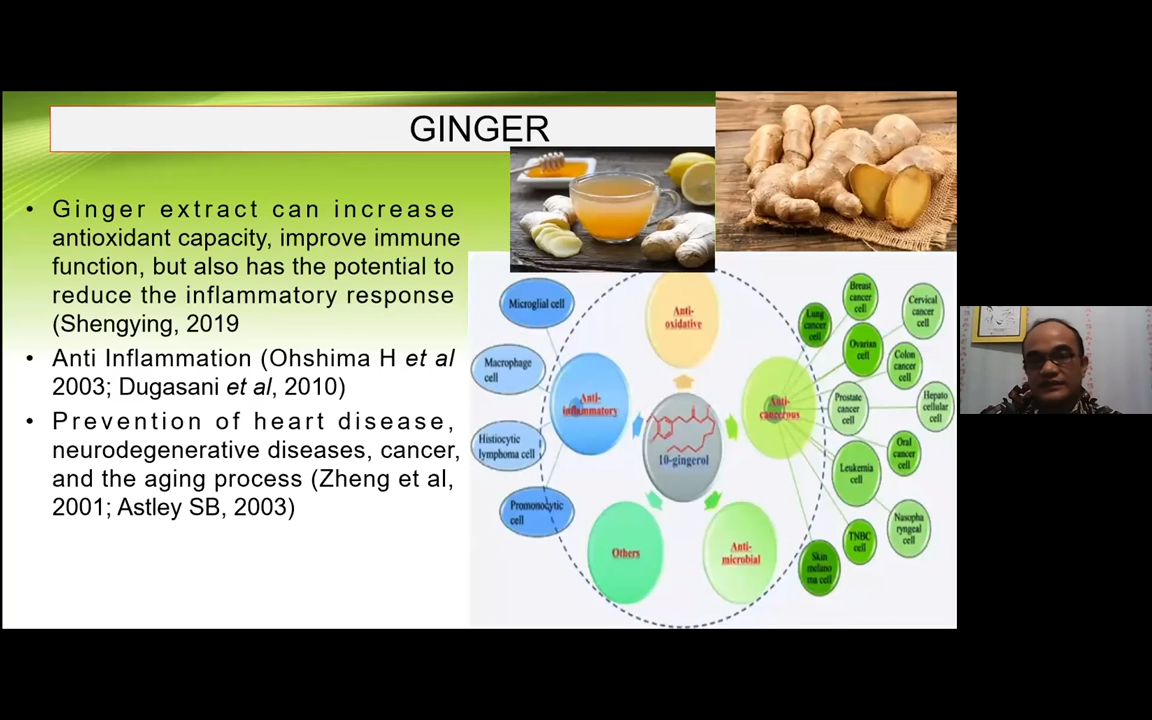 GINGER
• Ginger extract can increase
antioxidant capacity, improve immune
function, but also has the potential to
reduce the inflammatory response
(Shengying, 2019
• Anti Inflammation (Ohshima H et al
2003; Dugasani et al, 2010)
• Prevention of heart disease,
neurodegenerative diseases, cancer,
and the aging process (Zheng et al,
2001; Astley SB, 2003)
Microglial cell
Macrophage
cell
Histiocytic
lymphoma cell
Promonocytic
cell
Anti-
inflammatory
Anti-
oxidative
10-gingerol
Others
Anti-
microbial
Anti-
cancerous
Lung
cancer
cell
Breast
cancer
cell
Cervical
cancer
cell
Ovarian
cell
Colon
cancer
cell
Prostate
cancer
cell
Hepato
cellular
cell
Oral
cancer
cell
Leukemia
cell
Nasopha
ryngeal
cell
TNBC
cell
Skin
melano
ma cell